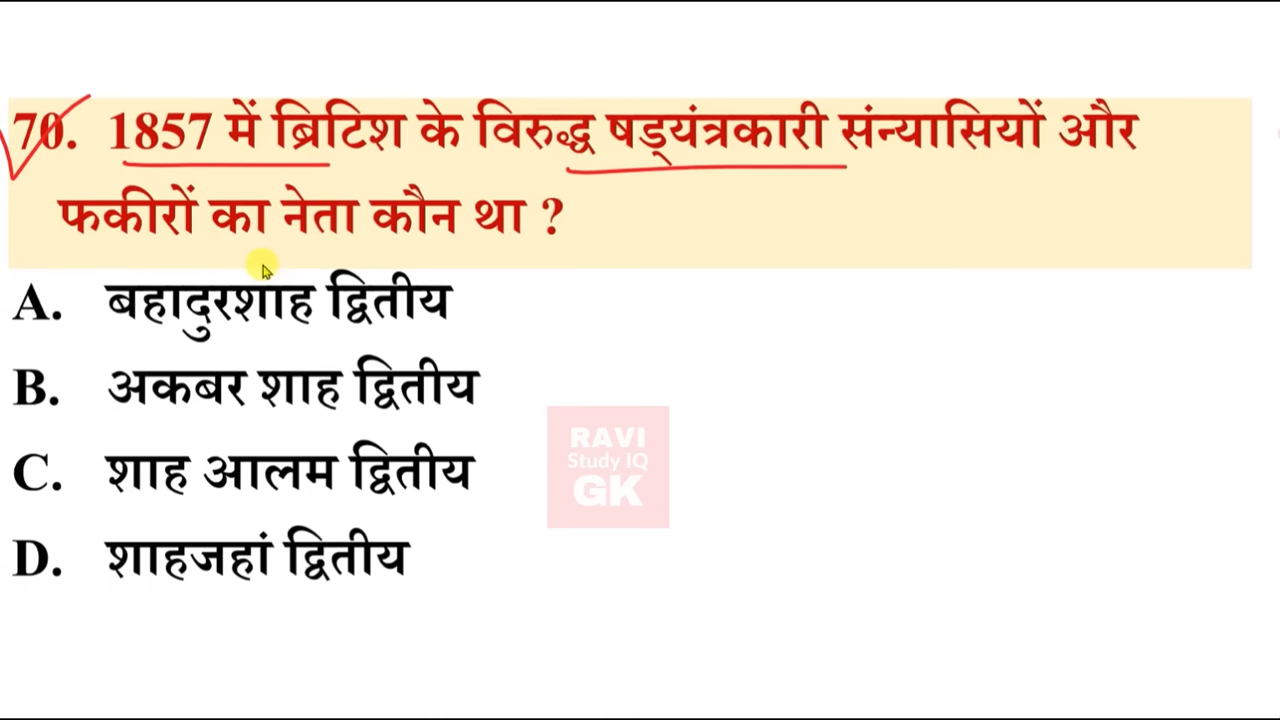 70. 1857 में ब्रिटिश के विरुद्ध षड्यंत्रकारी संन्यासियों और
फकीरों का नेता कौन था ?
A. बहादुरशाह द्वितीय
B. अकबर शाह द्वितीय
C. शाह आलम द्वितीय
D. शाहजहां द्वितीय
RAVI
Study IQ
GK